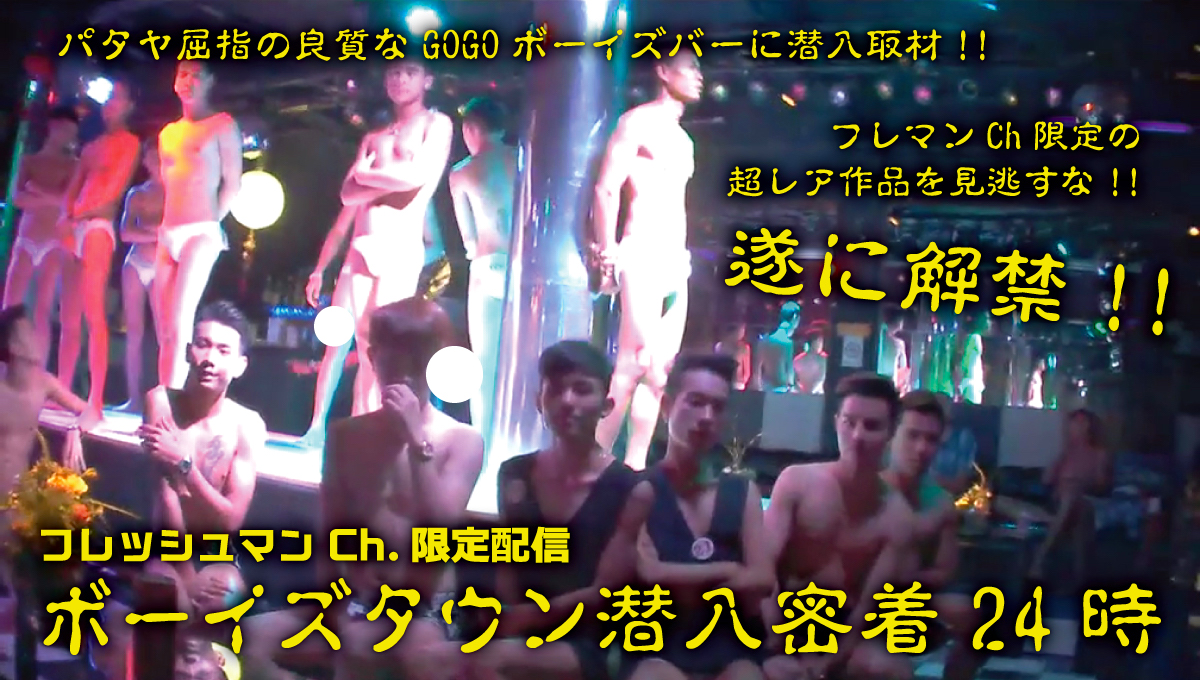 パタヤ屈指の良質なGOGOボーイズバーに潜入取材!!
フレマンCh限定の
超レア作品を見逃すな!!
遂に解禁!!
フレッシュマンCh.限定配信
ボーイズタウン潜入密着24時